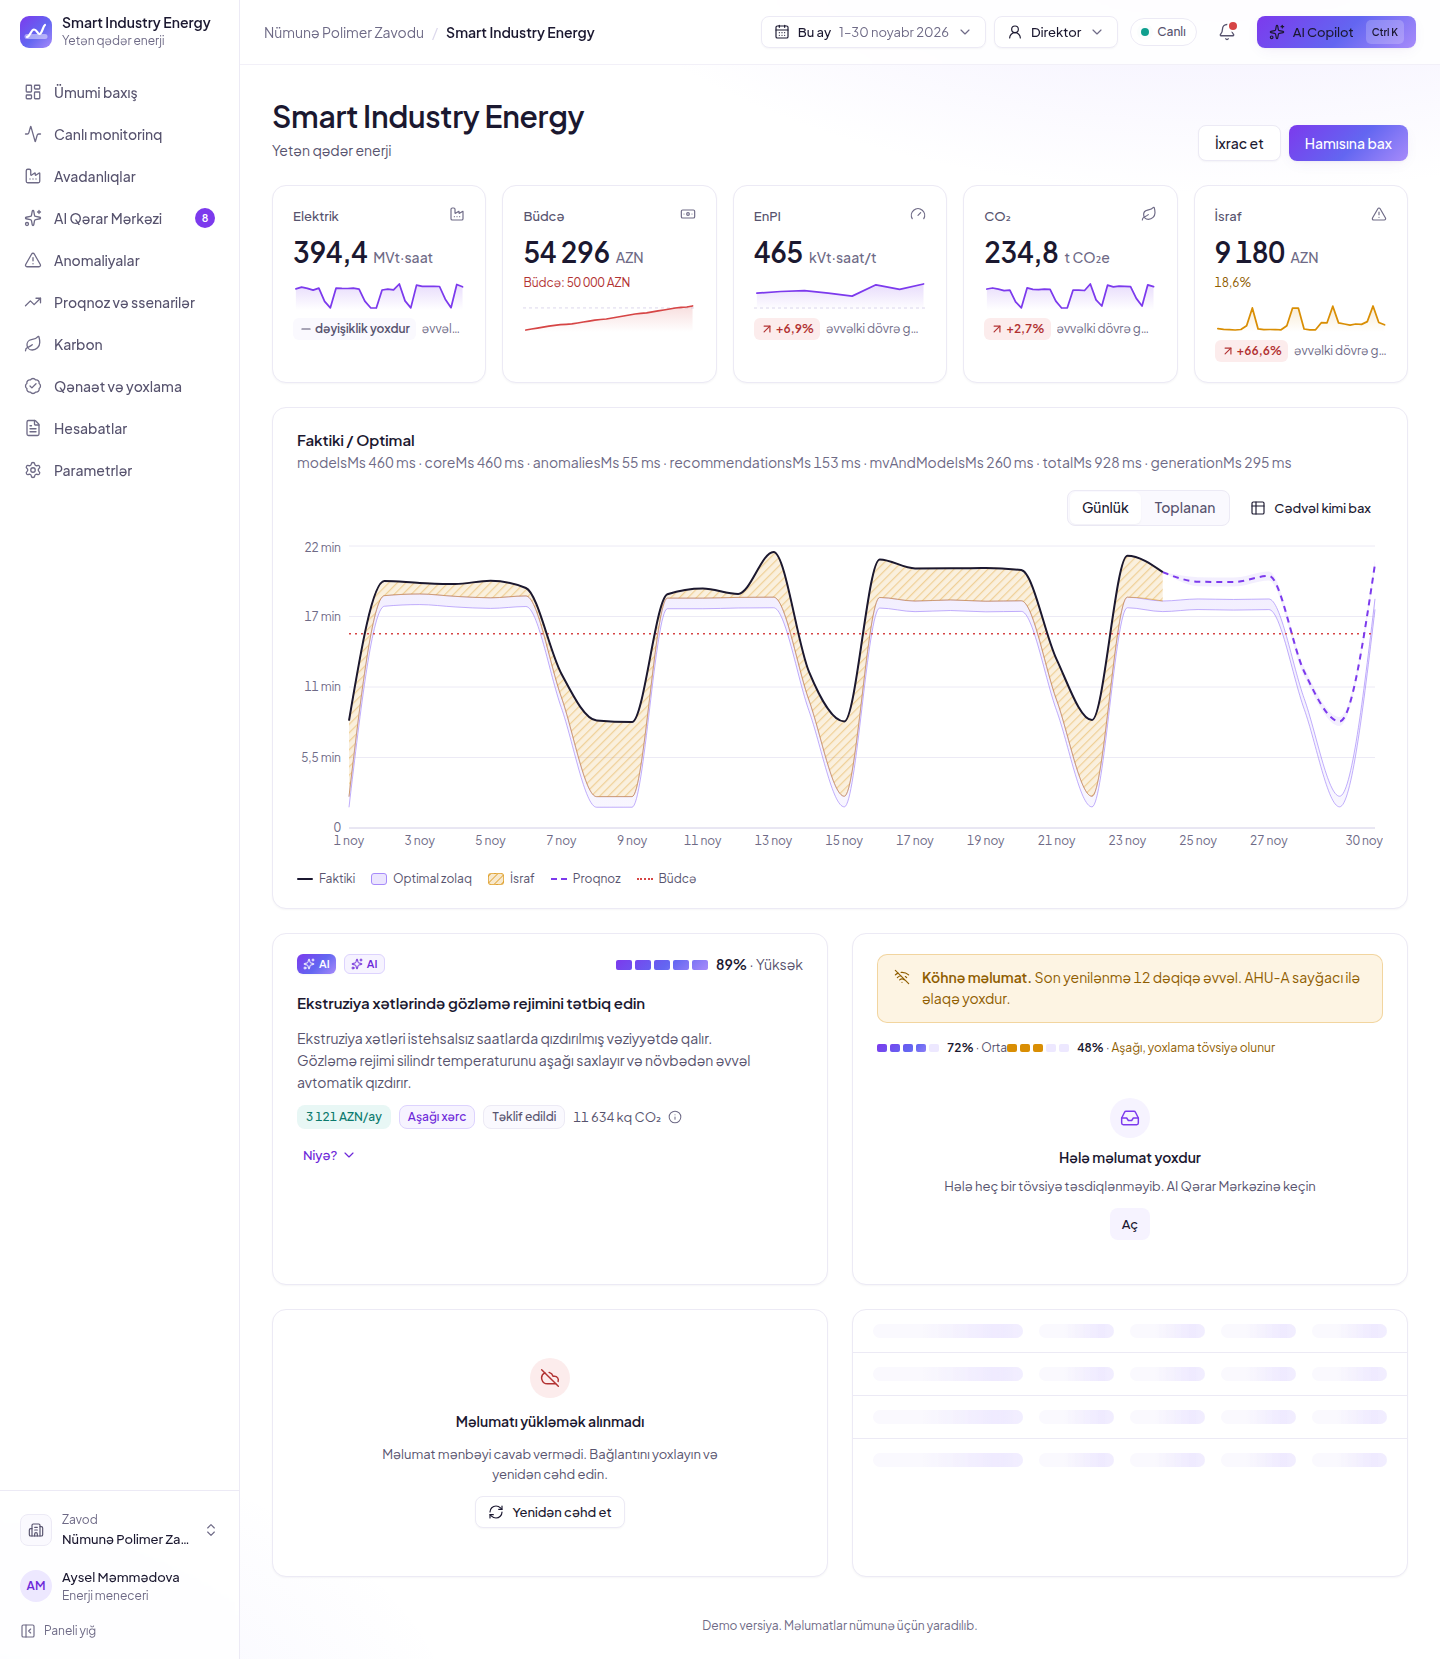 Smart Industry Energy
Yetən qədər enerji
Ümumi baxış
Canlı monitorinq
Avadanlıqlar
AI Qərar Mərkəzi 8
Anomaliyalar
Proqnoz və ssenarilər
Karbon
Qənaət və yoxlama
Hesabatlar
Parametrlər
Zavod
Nümunə Polimer Za...
AM
Aysel Məmmədova
Enerji meneceri
Paneli yığ
Nümunə Polimer Zavodu / Smart Industry Energy
Bu ay 1–30 noyabr 2026
Direktor
Canlı
AI Copilot Ctrl K
Smart Industry Energy
Yetən qədər enerji
İxrac et
Hamısına bax
Elektrik
394,4 MVt·saat
— dəyişiklik yoxdur əvvəl...
Büdcə
54 296 AZN
Büdcə: 50 000 AZN
EnPI
465 kVt·saat/t
+6,9% əvvəlki dövrə g...
CO₂
234,8 t CO₂e
+2,7% əvvəlki dövrə g...
İsraf
9 180 AZN
18,6%
+66,6% əvvəlki dövrə g...
Faktiki / Optimal
modelsMs 460 ms · coreMs 460 ms · anomaliesMs 55 ms · recommendationsMs 153 ms · mvAndModelsMs 260 ms · totalMs 928 ms · generationMs 295 ms
Günlük Toplanan Cədvəl kimi bax
22 min
17 min
11 min
5,5 min
0
1 noy 3 noy 5 noy 7 noy 9 noy 11 noy 13 noy 15 noy 17 noy 19 noy 21 noy 23 noy 25 noy 27 noy 30 noy
Faktiki Optimal zolaq İsraf Proqnoz Büdcə
AI AI 89% · Yüksək
Ekstruziya xətlərində gözləmə rejimini tətbiq edin
Ekstruziya xətləri istehsalsız saatlarda qızdırılmış vəziyyətdə qalır.
Gözləmə rejimi silindr temperaturunu aşağı saxlayır və növbədən əvvəl
avtomatik qızdırır.
3 121 AZN/ay Aşağı xərc Təklif edildi 11 634 kq CO₂
Niyə?
Köhnə məlumat. Son yenilənmə 12 dəqiqə əvvəl. AHU-A sayğacı ilə
əlaqə yoxdur.
72% · Orta 48% · Aşağı, yoxlama tövsiyə olunur
Hələ məlumat yoxdur
Hələ heç bir tövsiyə təsdiqlənməyib. AI Qərar Mərkəzinə keçin
Aç
Məlumatı yükləmək alınmadı
Məlumat mənbəyi cavab vermədi. Bağlantını yoxlayın və
yenidən cəhd edin.
Yenidən cəhd et
Demo versiya. Məlumatlar nümunə üçün yaradılıb.